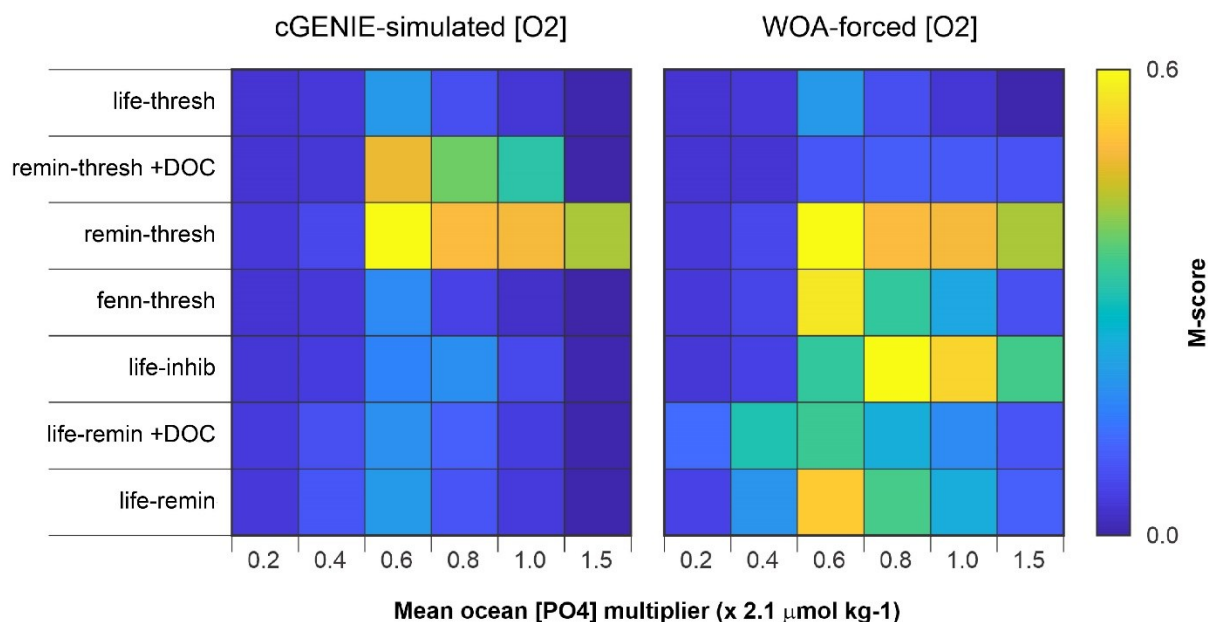 cGENIE-simulated [O2]
WOA-forced [O2]
life-thresh
remin-thresh +DOC
remin-thresh
fenn-thresh
life-inhib
life-remin +DOC
life-remin
0.2 0.4 0.6 0.8 1.0 1.5
0.2 0.4 0.6 0.8 1.0 1.5
Mean ocean [PO4] multiplier (x 2.1 μmol kg-1)
0.6
M-score
0.0